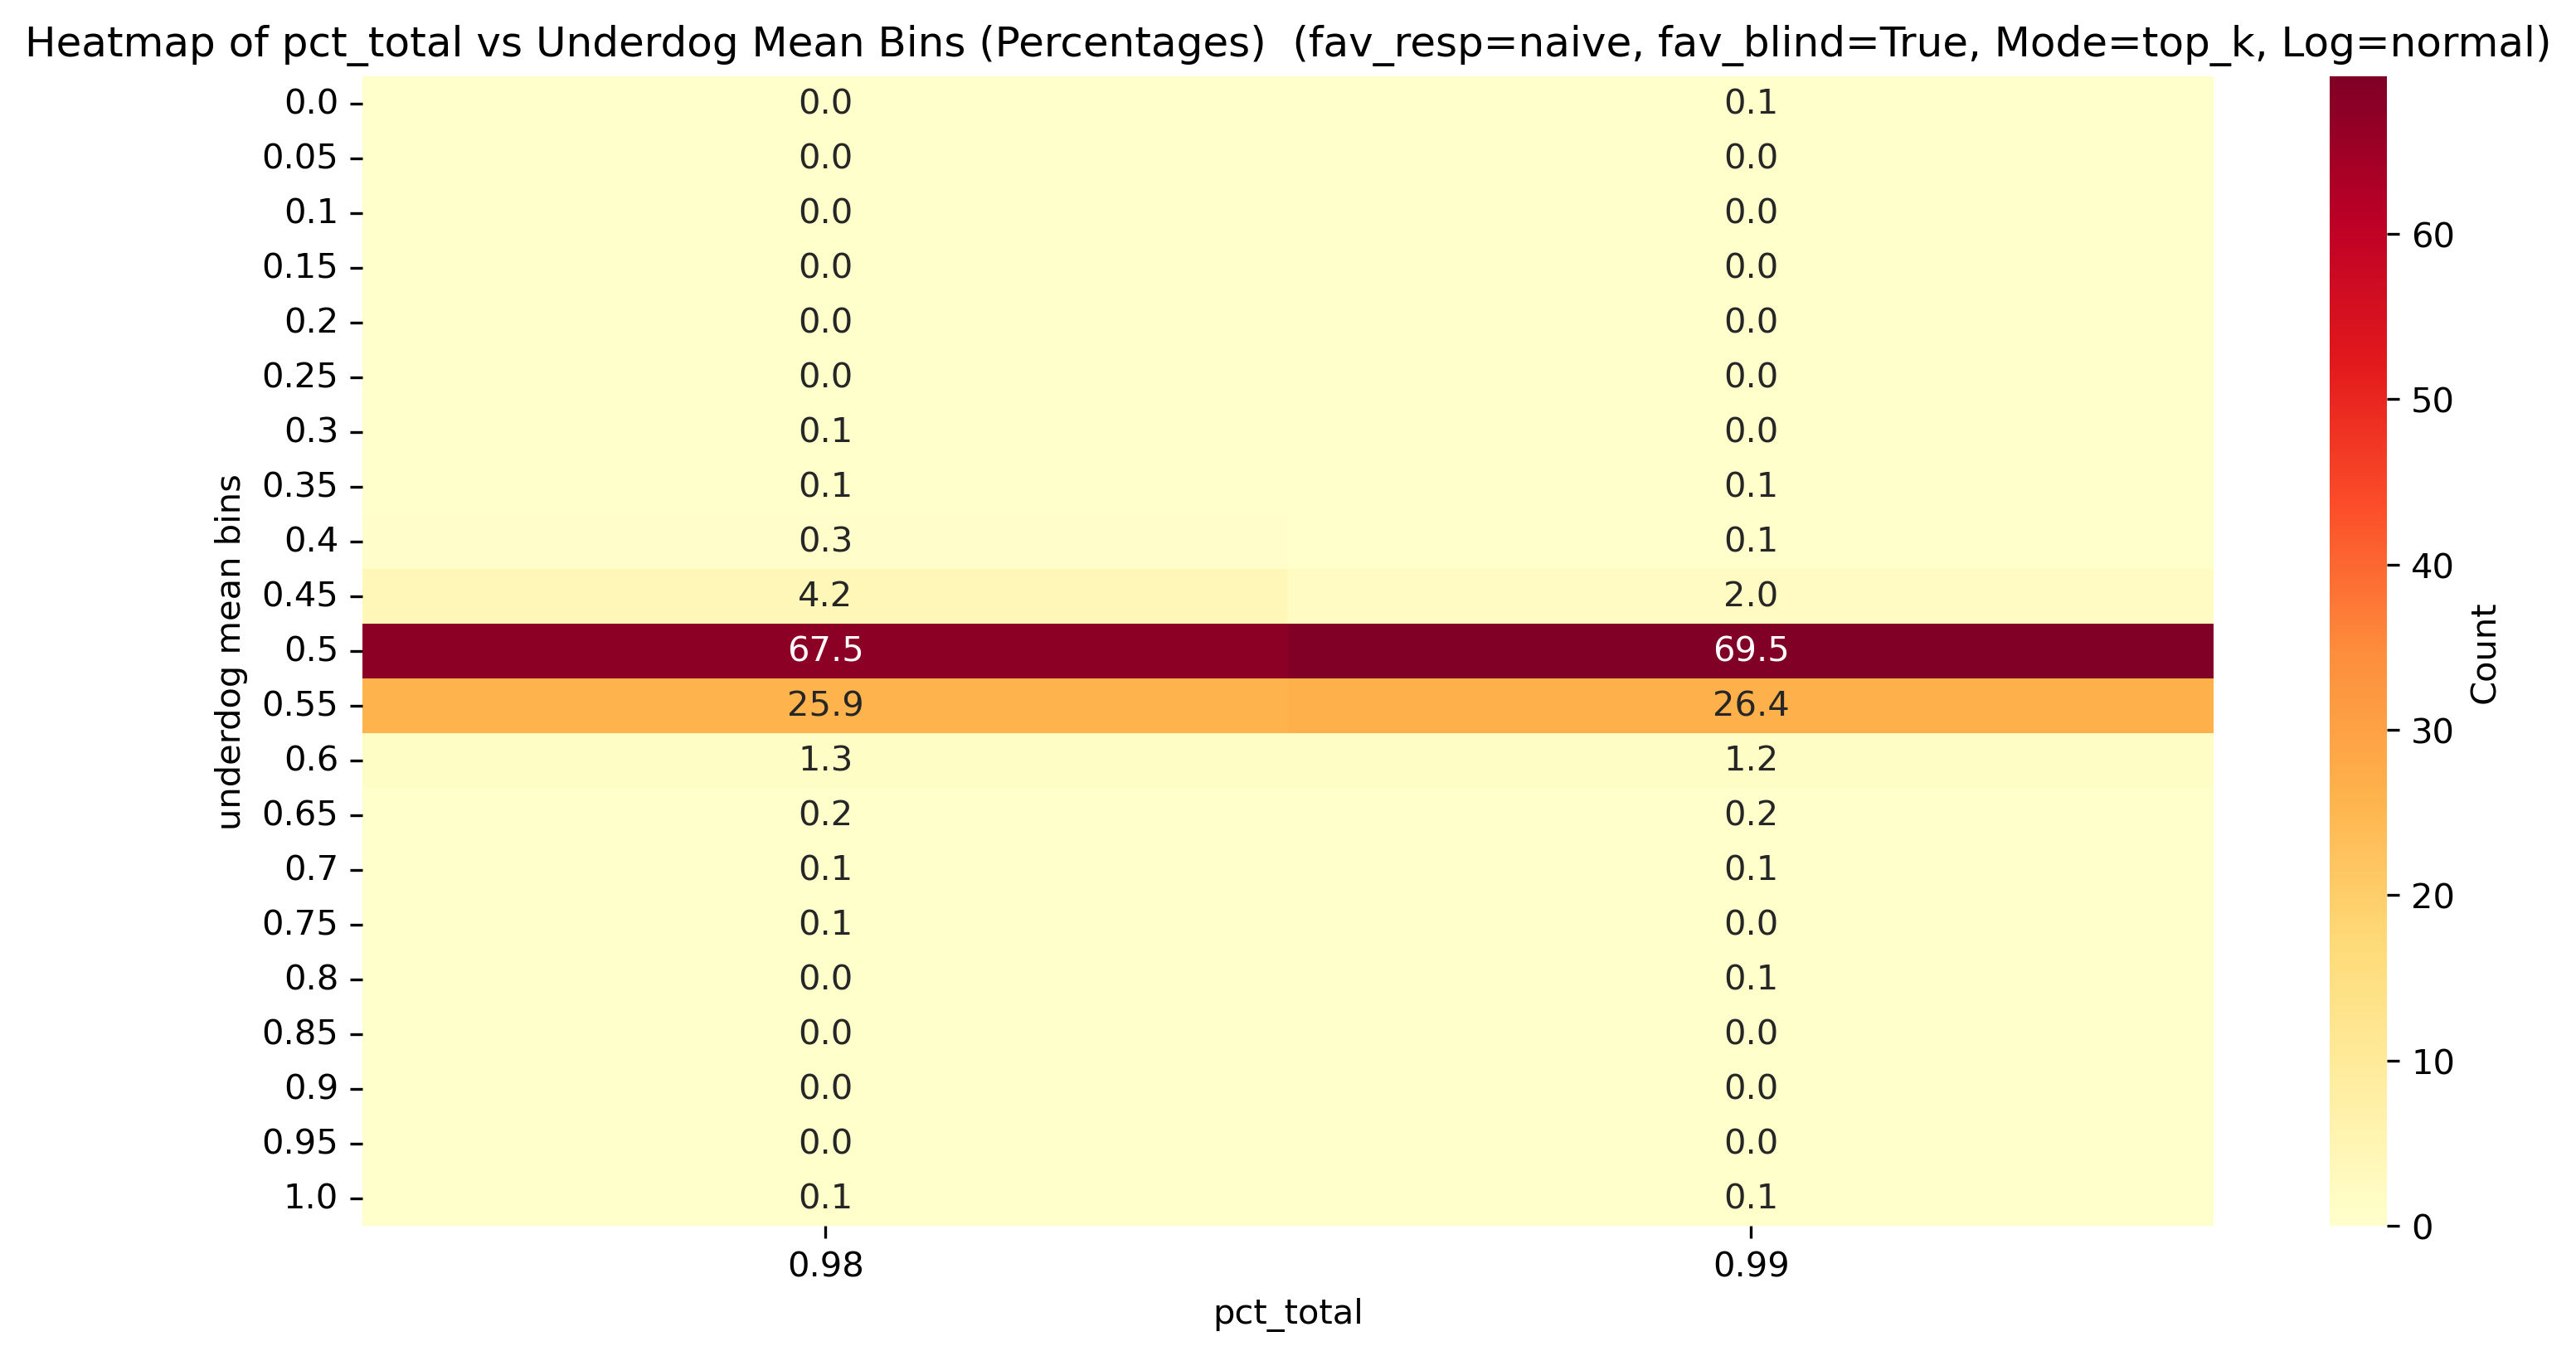 Heatmap of pct_total vs Underdog Mean Bins (Percentages)  (fav_resp=naive, fav_blind=True, Mode=top_k, Log=normal)
0.0 0.0 0.1
0.05 0.0 0.0
0.1 0.0 0.0
0.15 0.0 0.0
0.2 0.0 0.0
0.25 0.0 0.0
0.3 0.1 0.0
0.35 0.1 0.1
0.4 0.3 0.1
0.45 4.2 2.0
0.5 67.5 69.5
0.55 25.9 26.4
0.6 1.3 1.2
0.65 0.2 0.2
0.7 0.1 0.1
0.75 0.1 0.0
0.8 0.0 0.1
0.85 0.0 0.0
0.9 0.0 0.0
0.95 0.0 0.0
1.0 0.1 0.1
underdog mean bins
0.98 0.99
pct_total
60
50
40
30
20
10
0
Count